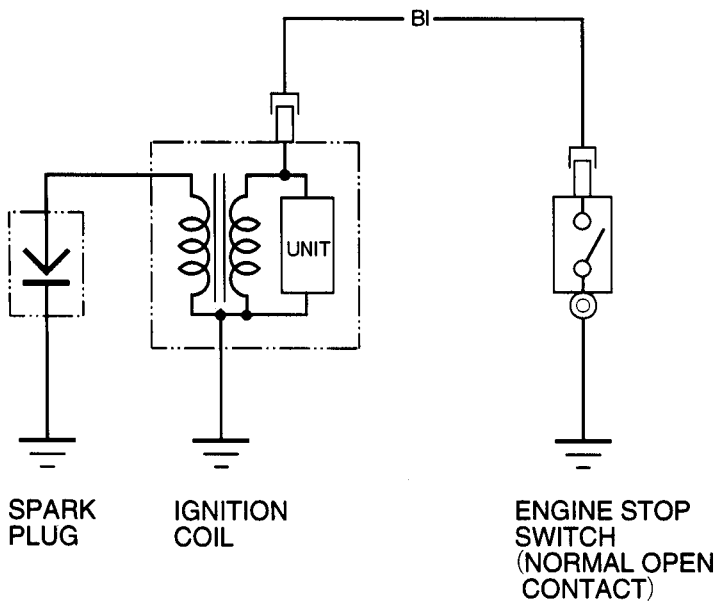 Bl
UNIT
SPARK
PLUG
IGNITION
COIL
ENGINE STOP
SWITCH
(NORMAL OPEN
CONTACT)